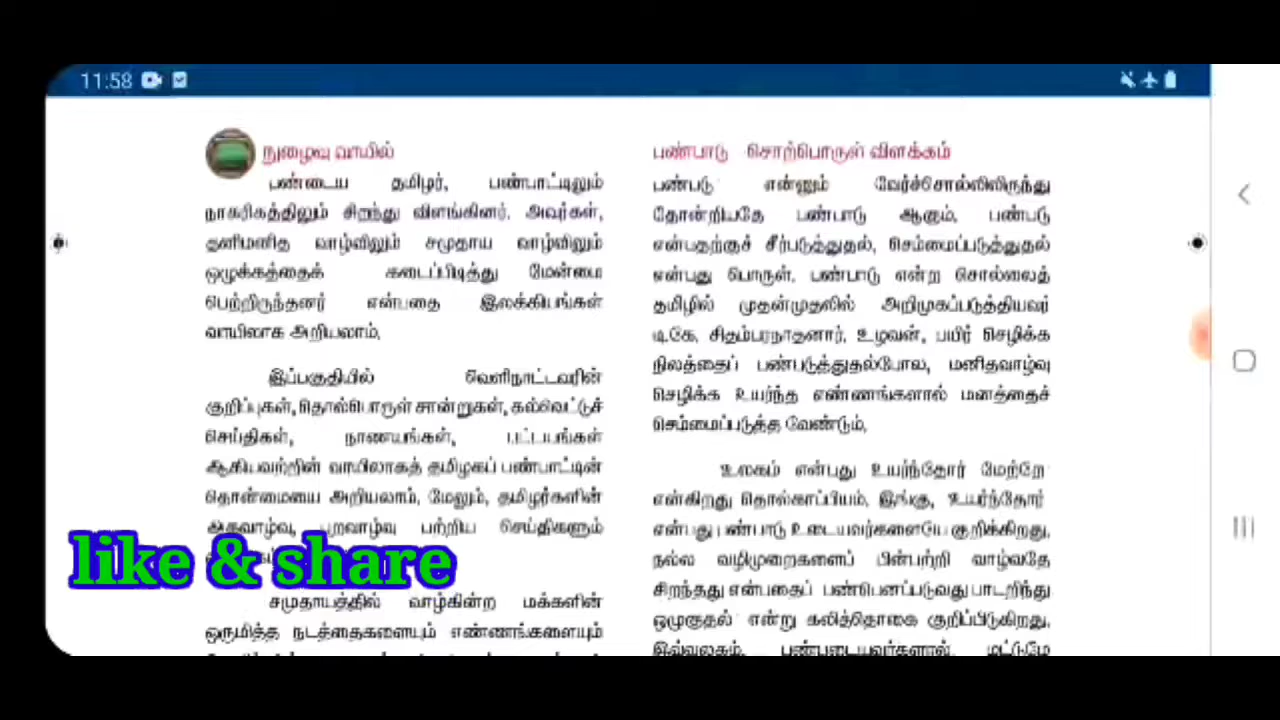 11:58
நுழைவு வாயில்
பண்டைய தமிழர், பண்பாட்டிலும்
நாகரிகத்திலும் சிறந்து விளங்கினர். அவர்கள்,
தனிமனித வாழ்விலும் சமுதாய வாழ்விலும்
ஒழுக்கத்தைக் கடைப்பிடித்து மேன்மை
பெற்றிருந்தனர் என்பதை இலக்கியங்கள்
வாயிலாக அறியலாம்.
இப்பகுதியில் வெளிநாட்டவரின்
குறிப்புகள், தொல்பொருள் சான்றுகள், கல்வெட்டுச்
செய்திகள், நாணயங்கள், பட்டயங்கள்
ஆகியவற்றின் வாயிலாகத் தமிழகப் பண்பாட்டின்
தொன்மையை அறியலாம். மேலும், தமிழர்களின்
அகவாழ்வு, புறவாழ்வு பற்றிய செய்திகளும்
like & share
சமுதாயத்தில் வாழ்கின்ற மக்களின்
ஒருமித்த நடத்தைகளையும் எண்ணங்களையும்
பண்பாடு சொற்பொருள் விளக்கம்
பண்படு என்னும் வேர்ச்சொல்லிலிருந்து
தோன்றியதே பண்பாடு ஆகும். பண்படு
என்பதற்குச் சீர்படுத்துதல், செம்மைப்படுத்துதல்
என்பது பொருள். பண்பாடு என்ற சொல்லைத்
தமிழில் முதன்முதலில் அறிமுகப்படுத்தியவர்
டி.கே. சிதம்பரநாதனார். உழவன், பயிர் செழிக்க
நிலத்தைப் பண்படுத்துதல்போல, மனிதவாழ்வு
செழிக்க உயர்ந்த எண்ணங்களால் மனத்தைச்
செம்மைப்படுத்த வேண்டும்.
உலகம் என்பது உயர்ந்தோர் மேற்றே
என்கிறது தொல்காப்பியம். இங்கு, உயர்ந்தோர்
என்பது பண்பாடு உடையவர்களையே குறிக்கிறது.
நல்ல வழிமுறைகளைப் பின்பற்றி வாழ்வதே
சிறந்தது என்பதைப் பண்பெனப்படுவது பாடறிந்து
ஒழுகுதல் என்று கலித்தொகை குறிப்பிடுகிறது.
இவ்வுலகம், பண்புடையவர்களால் மட்டுமே